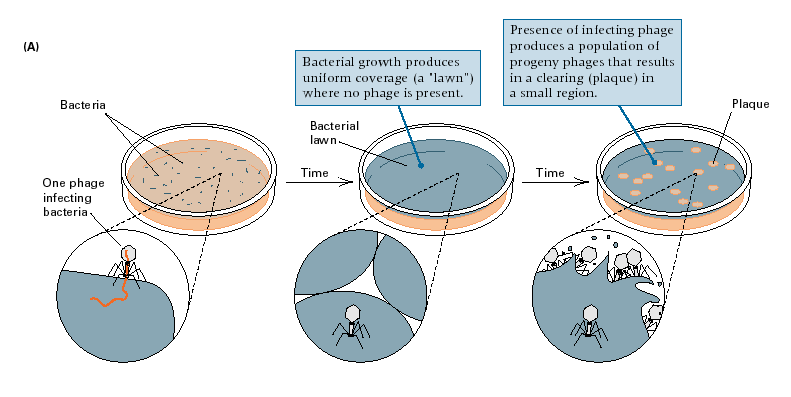 (A)
Bacteria
One phage
infecting
bacteria
Time
Bacterial growth produces
uniform coverage (a "lawn")
where no phage is present.
Bacterial
lawn
Time
Presence of infecting phage
produces a population of
progeny phages that results
in a clearing (plaque) in
a small region.
Plaque